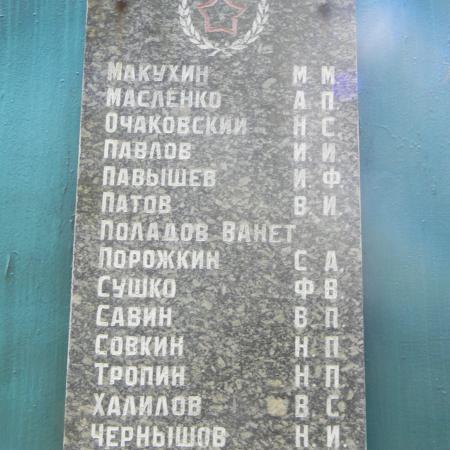 МАКУХИН М. М.
МАСЛЕНКО А. П.
ОЧАКОВСКИЙ Н. С.
ПАВЛОВ И. И.
ПАВЫШЕВ И. Ф.
ПАТОВ В. И.
ПОЛАДОВ ВАНЕТ
ПОРОЖКИН С. А.
СУШКО Ф. В.
САВИН В. П.
СОВКИН Н. П.
ТРОПИН Н. П.
ХАЛИЛОВ В. С.
ЧЕРНЫШОВ Н. И.